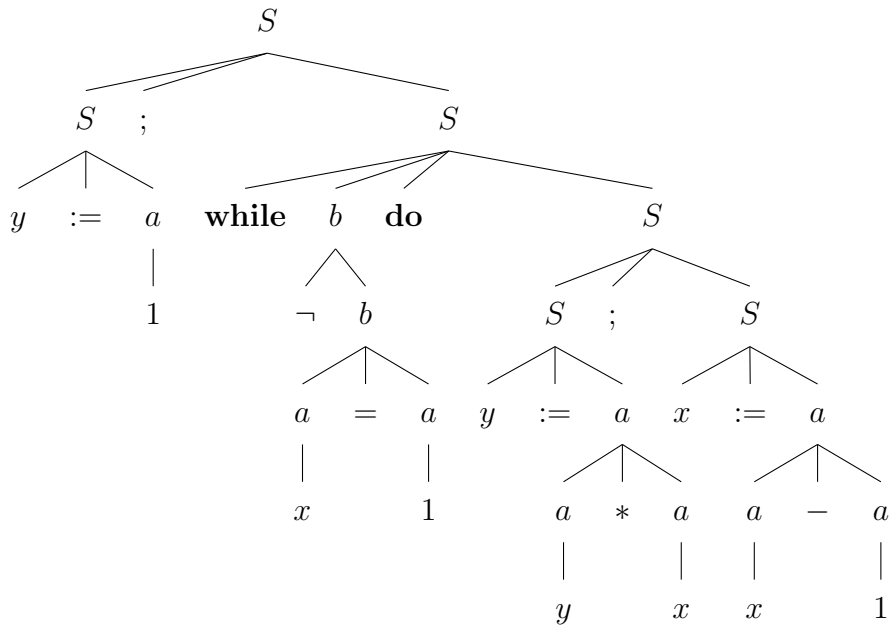 S
S ; S
y := a while b do S
1 ¬ b S ; S
a = a y := a x := a
x 1 a * a a − a
y x x 1